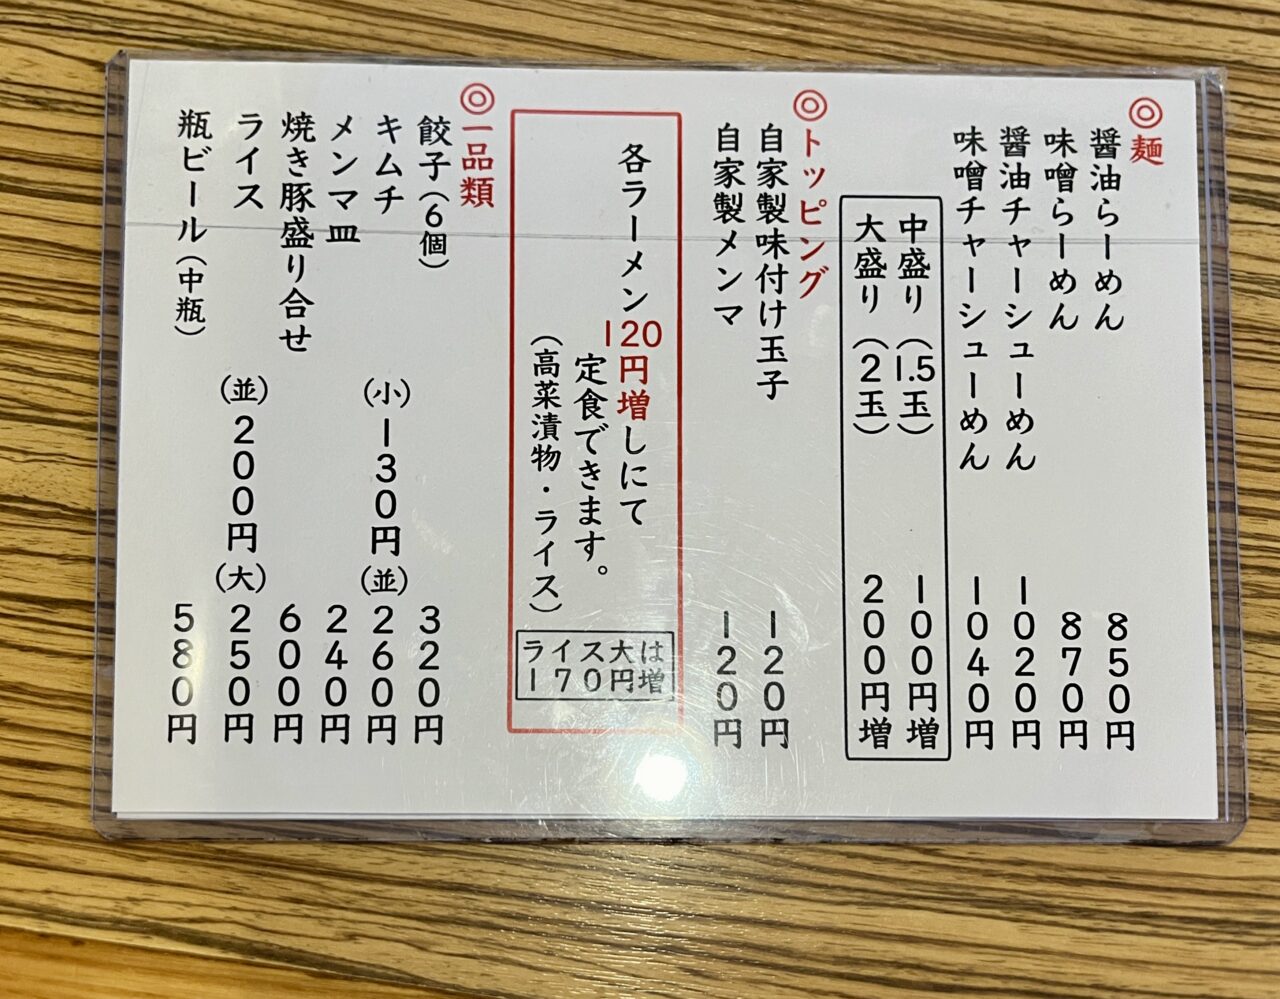 ◎麺
醤油らーめん 850円
味噌らーめん 870円
醤油チャーシューめん 1020円
味噌チャーシューめん 1040円
中盛り(1.5玉) 100円増
大盛り(2玉) 200円増
◎トッピング
自家製味付け玉子 120円
自家製メンマ 120円
各ラーメン120円増しにて
定食できます。
(高菜漬物・ライス)
ライス大は
170円増
◎一品類
餃子(6個) 320円
キムチ (小)130円 (並)260円
メンマ皿 240円
焼き豚盛り合せ 600円
ライス (並)200円 (大)250円
瓶ビール(中瓶) 580円